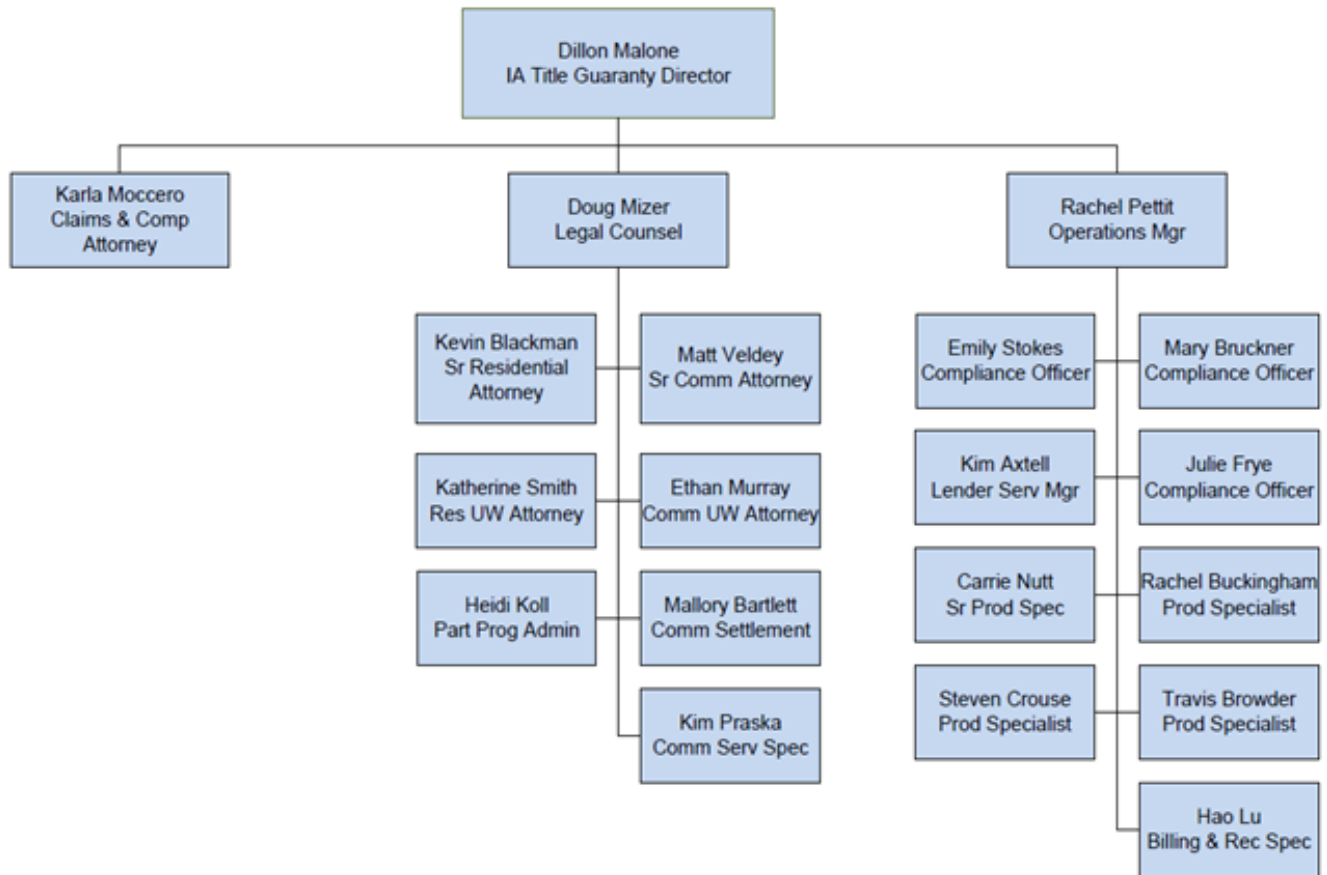 Dillon Malone
IA Title Guaranty Director
Karla Moccero
Claims & Comp
Attorney
Doug Mizer
Legal Counsel
Rachel Pettit
Operations Mgr
Kevin Blackman
Sr Residential
Attorney
Matt Veldey
Sr Comm Attorney
Katherine Smith
Res UW Attorney
Ethan Murray
Comm UW Attorney
Heidi Koll
Part Prog Admin
Mallory Bartlett
Comm Settlement
Kim Praska
Comm Serv Spec
Emily Stokes
Compliance Officer
Mary Bruckner
Compliance Officer
Kim Axtell
Lender Serv Mgr
Julie Frye
Compliance Officer
Carrie Nutt
Sr Prod Spec
Rachel Buckingham
Prod Specialist
Steven Crouse
Prod Specialist
Travis Browder
Prod Specialist
Hao Lu
Billing & Rec Spec